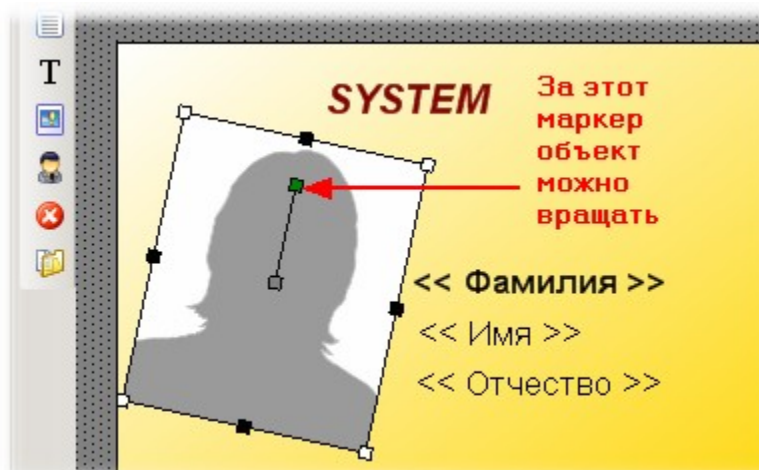 T
SYSTEM
За этот
маркер
объект
можно
вращать
<< Фамилия >>
<< Имя >>
<< Отчество >>